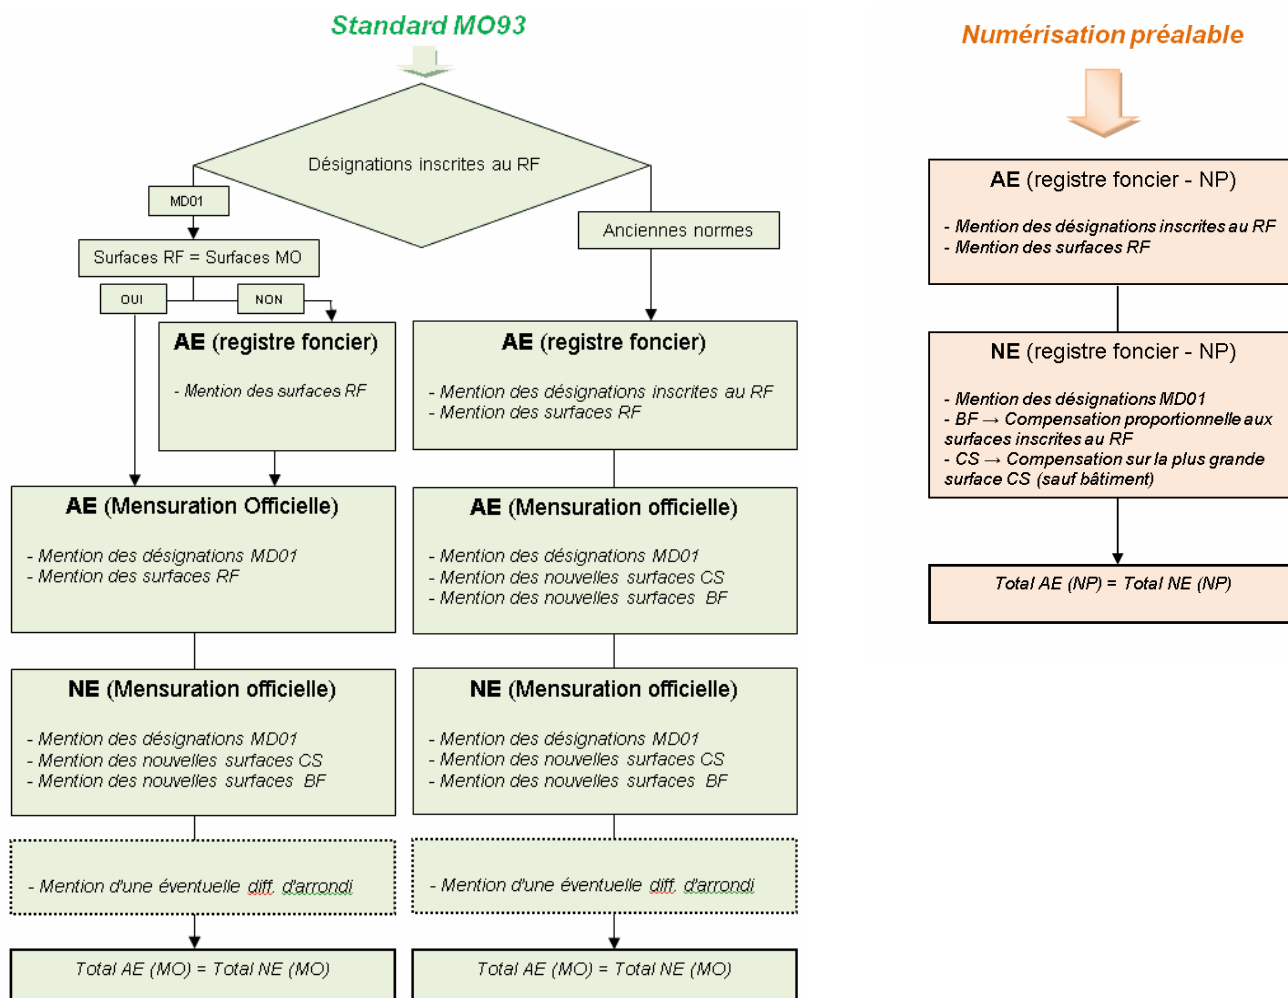 Standard MO93
Désignations inscrites au RF
MD01
Surfaces RF = Surfaces MO
OUI
NON
Anciennes normes
AE (registre foncier)
- Mention des surfaces RF
AE (registre foncier)
- Mention des désignations inscrites au RF
- Mention des surfaces RF
AE (Mensuration Officielle)
- Mention des désignations MD01
- Mention des surfaces RF
AE (Mensuration officielle)
- Mention des désignations MD01
- Mention des nouvelles surfaces CS
- Mention des nouvelles surfaces BF
NE (Mensuration officielle)
- Mention des désignations MD01
- Mention des nouvelles surfaces CS
- Mention des nouvelles surfaces BF
NE (Mensuration officielle)
- Mention des désignations MD01
- Mention des nouvelles surfaces CS
- Mention des nouvelles surfaces BF
- Mention d'une éventuelle diff. d'arrondi
- Mention d'une éventuelle diff. d'arrondi
Total AE (MO) = Total NE (MO)
Total AE (MO) = Total NE (MO)
Numérisation préalable
AE (registre foncier - NP)
- Mention des désignations inscrites au RF
- Mention des surfaces RF
NE (registre foncier - NP)
- Mention des désignations MD01
- BF → Compensation proportionnelle aux
surfaces inscrites au RF
- CS → Compensation sur la plus grande
surface CS (sauf bâtiment)
Total AE (NP) = Total NE (NP)